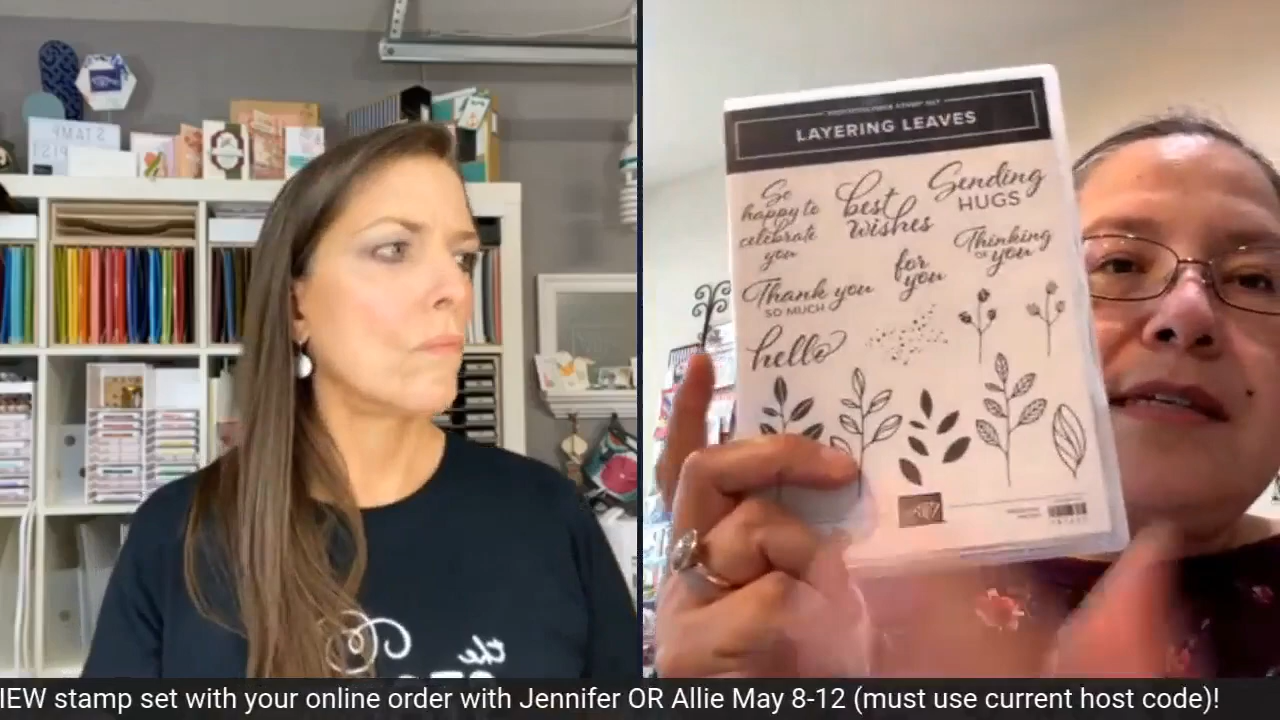 STAMP
LAYERING LEAVES
So
happy to
celebrate
you
best
wishes
Sending
HUGS
for
you
Thinking
OF
you
Thank you
SO MUCH
hello
the
IEW stamp set with your online order with Jennifer OR Allie May 8-12 (must use current host code)!